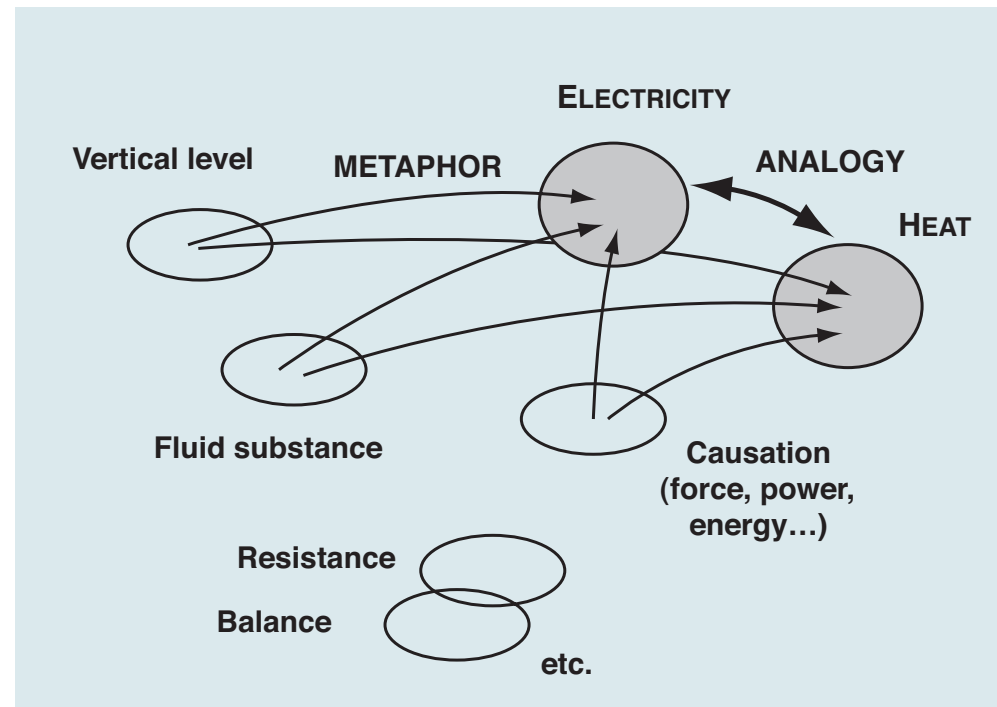 ELECTRICITY
Vertical level
METAPHOR
ANALOGY
HEAT
Fluid substance
Causation
(force, power,
energy…)
Resistance
Balance
etc.